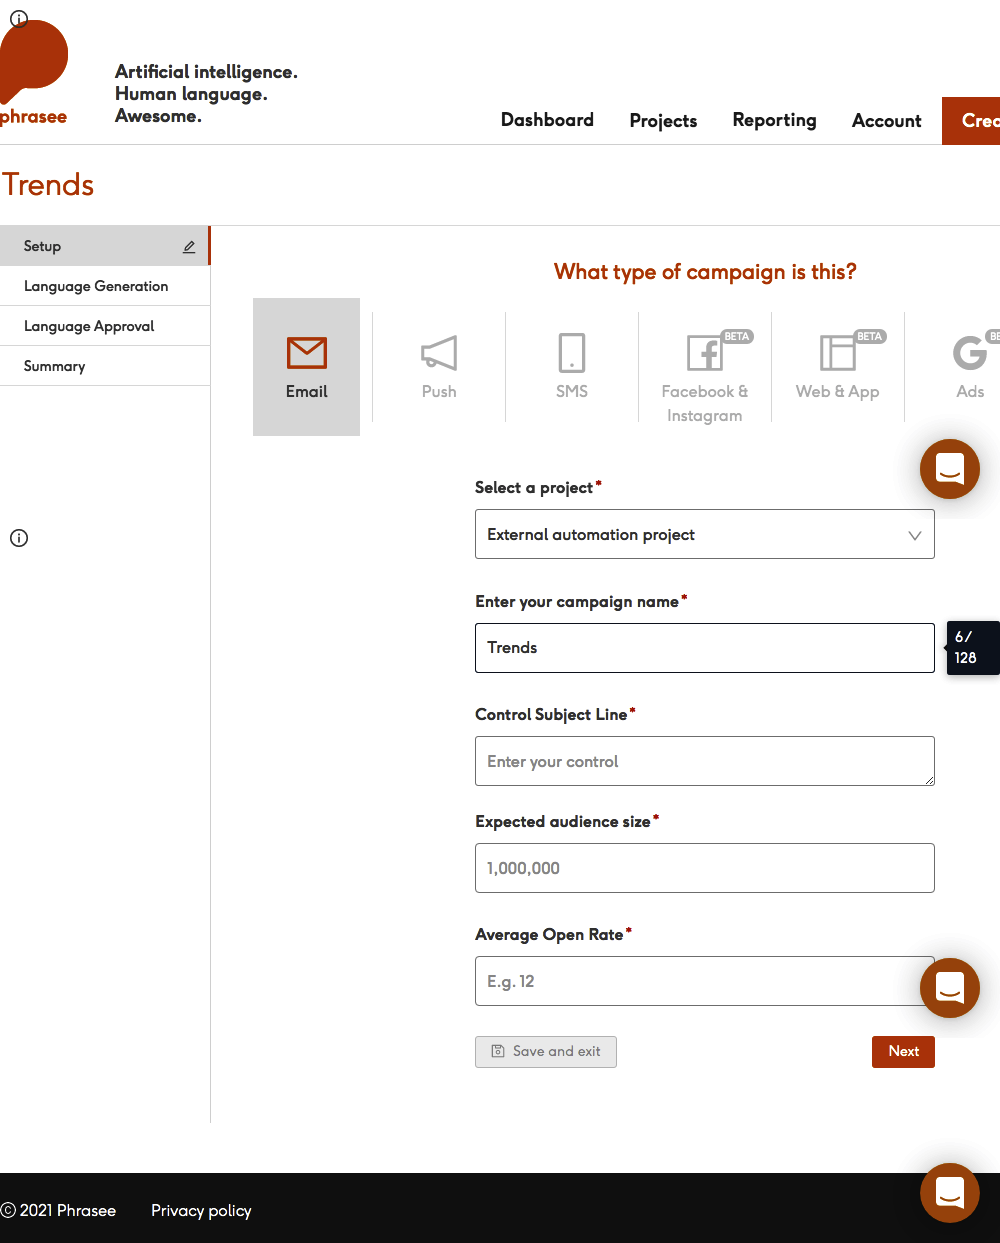 phrasee
Artificial intelligence.
Human language.
Awesome.
Dashboard
Projects
Reporting
Account
Crea
Trends
Setup
Language Generation
Language Approval
Summary
What type of campaign is this?
Email
Push
SMS
BETA
Facebook &
Instagram
BETA
Web & App
BE
Ads
Select a project*
External automation project
Enter your campaign name*
Trends
6/
128
Control Subject Line*
Enter your control
Expected audience size*
1,000,000
Average Open Rate*
E.g. 12
Save and exit
Next
© 2021 Phrasee
Privacy policy